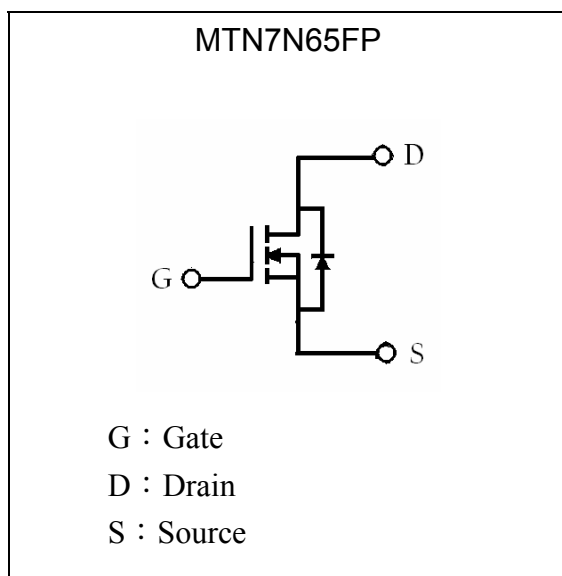 MTN7N65FP
D
G
S
G：Gate
D：Drain
S：Source